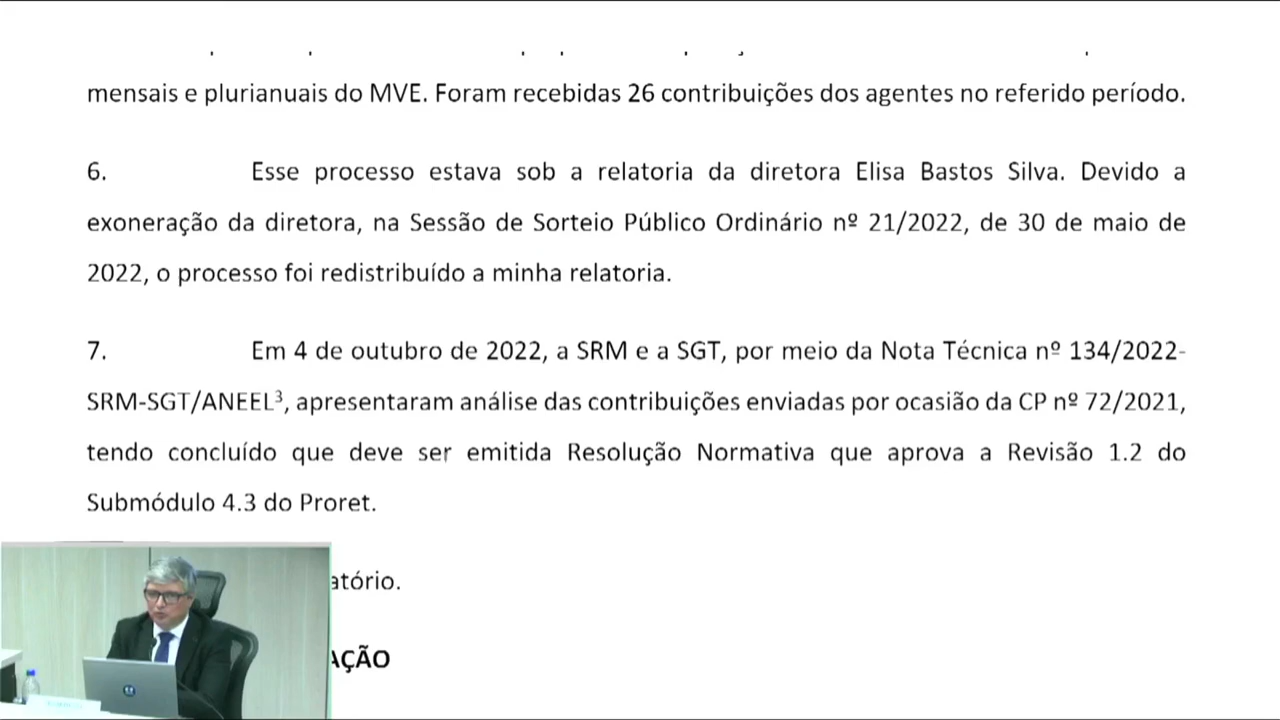 mensais e plurianuais do MVE. Foram recebidas 26 contribuições dos agentes no referido período.
6. Esse processo estava sob a relatoria da diretora Elisa Bastos Silva. Devido a
exoneração da diretora, na Sessão de Sorteio Público Ordinário nº 21/2022, de 30 de maio de
2022, o processo foi redistribuído a minha relatoria.
7. Em 4 de outubro de 2022, a SRM e a SGT, por meio da Nota Técnica nº 134/2022-
SRM-SGT/ANEEL³, apresentaram análise das contribuições enviadas por ocasião da CP nº 72/2021,
tendo concluído que deve ser emitida Resolução Normativa que aprova a Revisão 1.2 do
Submódulo 4.3 do Proret.
atório.
AÇÃO